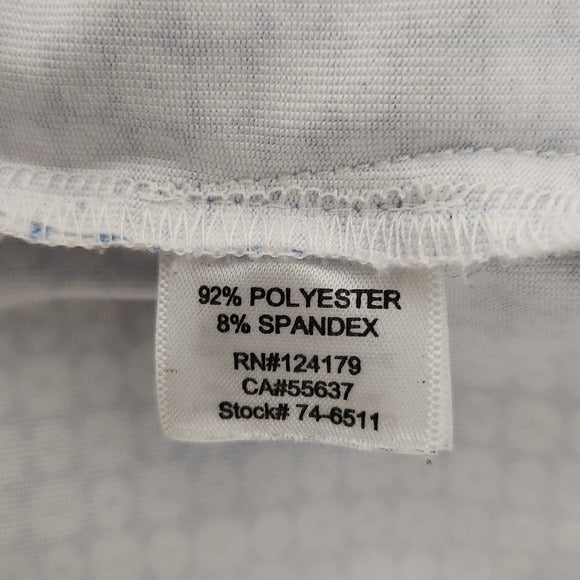 92% POLYESTER
8% SPANDEX
RN#124179
CA#55637
Stock# 74-6511